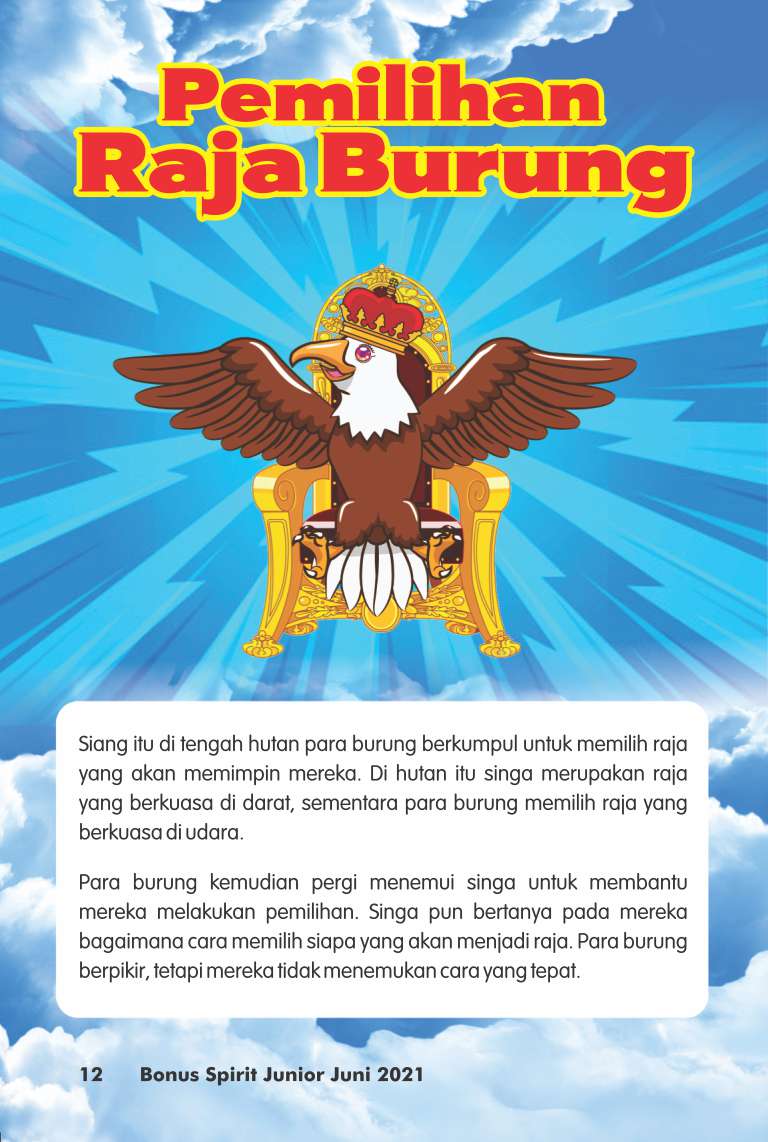 Pemilihan
Raja Burung
Siang itu di tengah hutan para burung berkumpul untuk memilih raja
yang akan memimpin mereka. Di hutan itu singa merupakan raja
yang berkuasa di darat, sementara para burung memilih raja yang
berkuasa di udara.
Para burung kemudian pergi menemui singa untuk membantu
mereka melakukan pemilihan. Singa pun bertanya pada mereka
bagaimana cara memilih siapa yang akan menjadi raja. Para burung
berpikir, tetapi mereka tidak menemukan cara yang tepat.
12 Bonus Spirit Junior Juni 2021